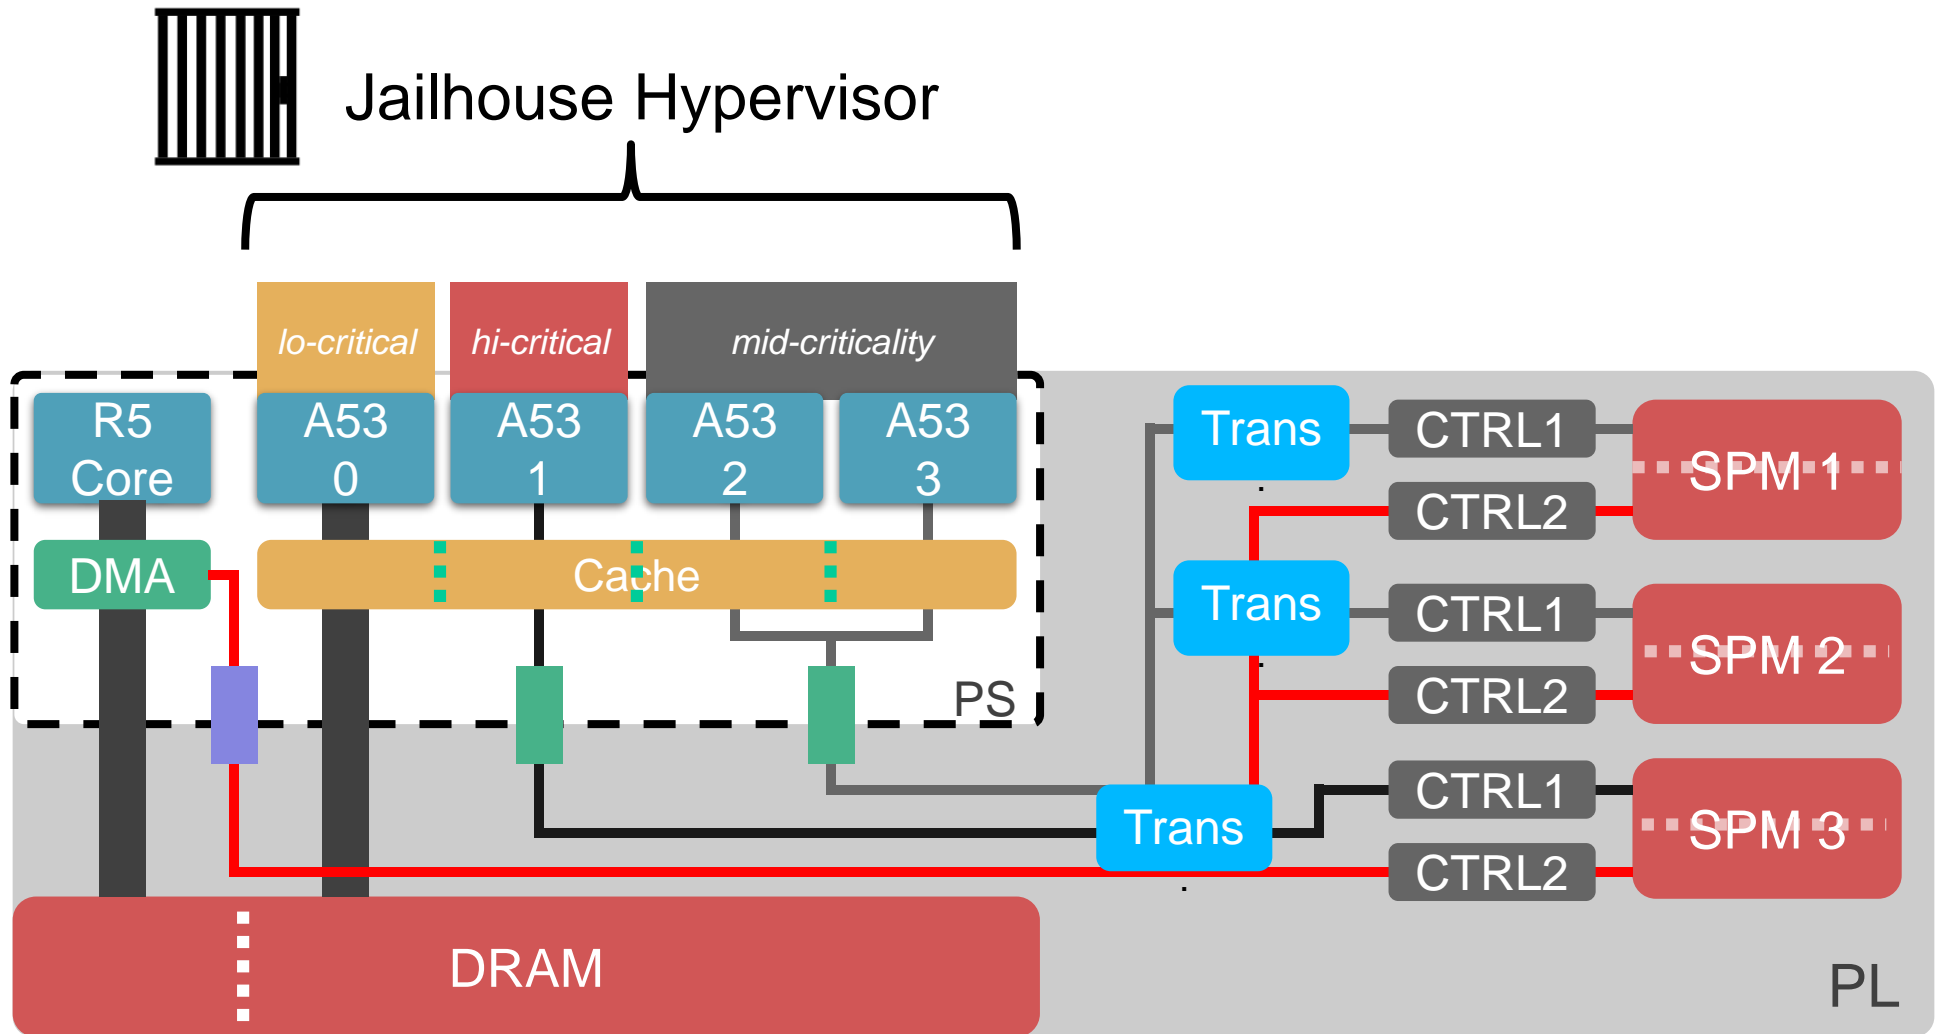 Jailhouse Hypervisor
lo-critical
hi-critical
mid-criticality
R5
Core
A53
0
A53
1
A53
2
A53
3
DMA
Cache
PS
Trans
CTRL1
SPM 1
CTRL2
Trans
CTRL1
SPM 2
CTRL2
Trans
CTRL1
SPM 3
CTRL2
DRAM
PL